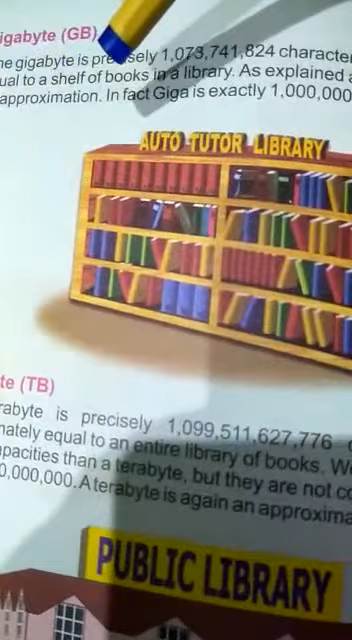 igabyte (GB)
ne gigabyte is precisely 1,073,741,824 character
ual to a shelf of books in a library. As explained a
approximation. In fact Giga is exactly 1,000,000
AUTO TUTOR LIBRARY
te (TB)
rabyte is precisely 1,099,511,627,776 c
nately equal to an entire library of books. We
apacities than a terabyte, but they are not co
0,000,000. A terabyte is again an approxima
PUBLIC LIBRARY